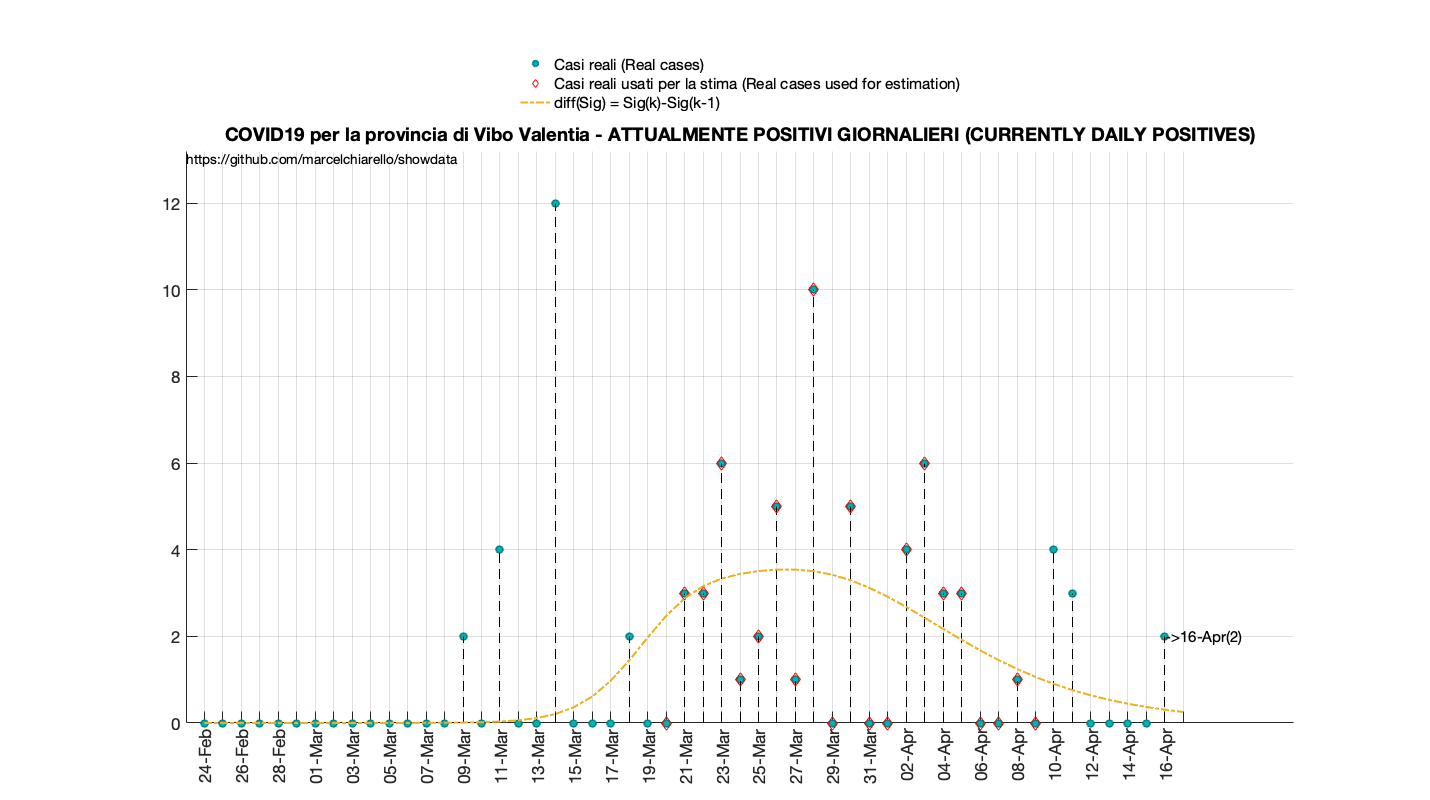 Casi reali (Real cases)
Casi reali usati per la stima (Real cases used for estimation)
diff(Sig) = Sig(k)-Sig(k-1)
COVID19 per la provincia di Vibo Valentia - ATTUALMENTE POSITIVI GIORNALIERI (CURRENTLY DAILY POSITIVES)
https://github.com/marcelchiarello/showdata
12
10
8
6
4
2
0
->16-Apr(2)
24-Feb
26-Feb
28-Feb
01-Mar
03-Mar
05-Mar
07-Mar
09-Mar
11-Mar
13-Mar
15-Mar
17-Mar
19-Mar
21-Mar
23-Mar
25-Mar
27-Mar
29-Mar
31-Mar
02-Apr
04-Apr
06-Apr
08-Apr
10-Apr
12-Apr
14-Apr
16-Apr